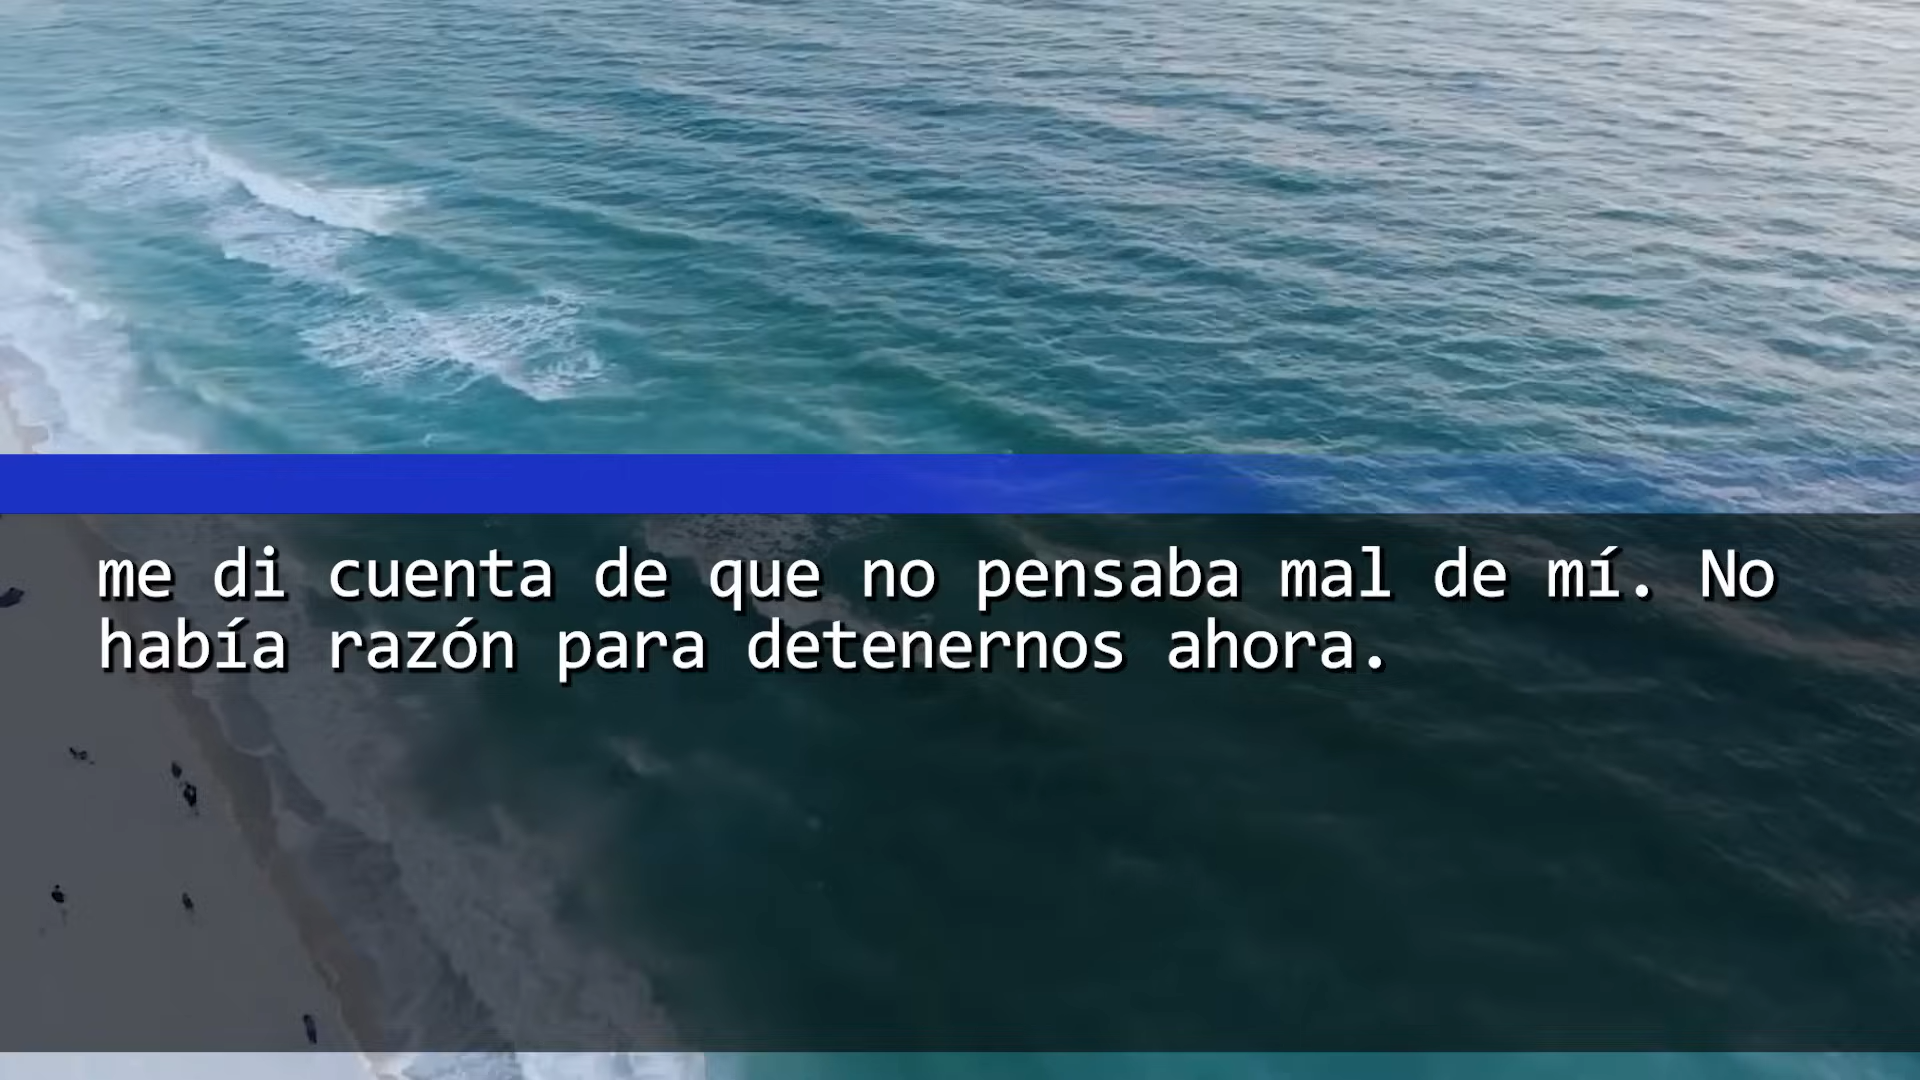 me di cuenta de que no pensaba mal de mí. No
había razón para detenernos ahora.